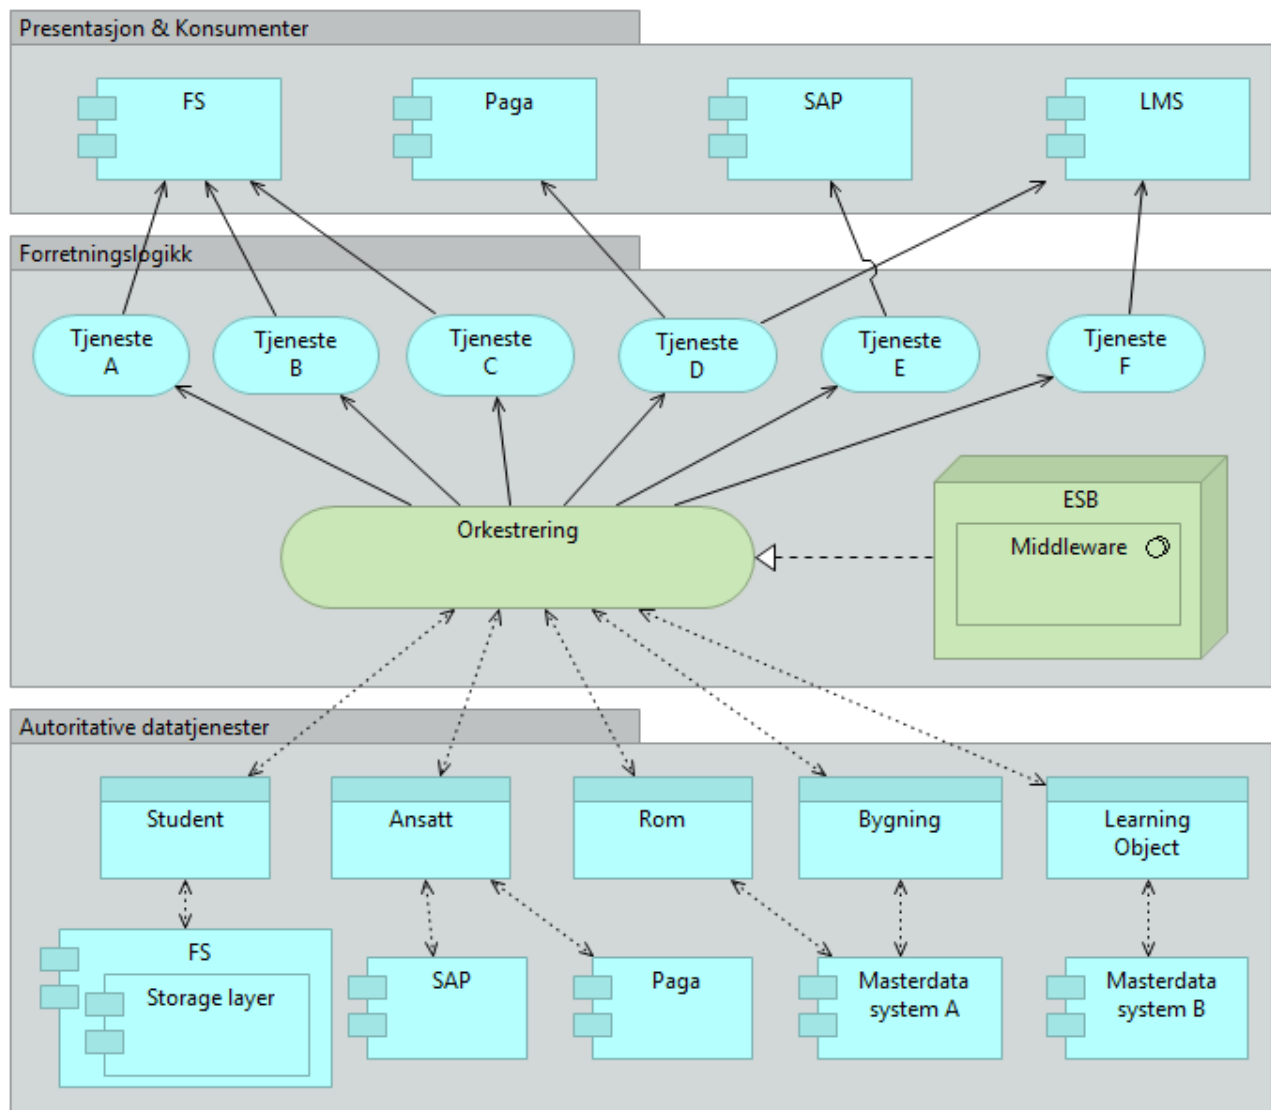 Presentasjon & Konsumenter
FS
Paga
SAP
LMS
Forretningslogikk
Tjeneste
A
Tjeneste
B
Tjeneste
C
Tjeneste
D
Tjeneste
E
Tjeneste
F
Orkestrering
ESB
Middleware
Autoritative datatjenester
Student
Ansatt
Rom
Bygning
Learning
Object
FS
Storage layer
SAP
Paga
Masterdata
system A
Masterdata
system B